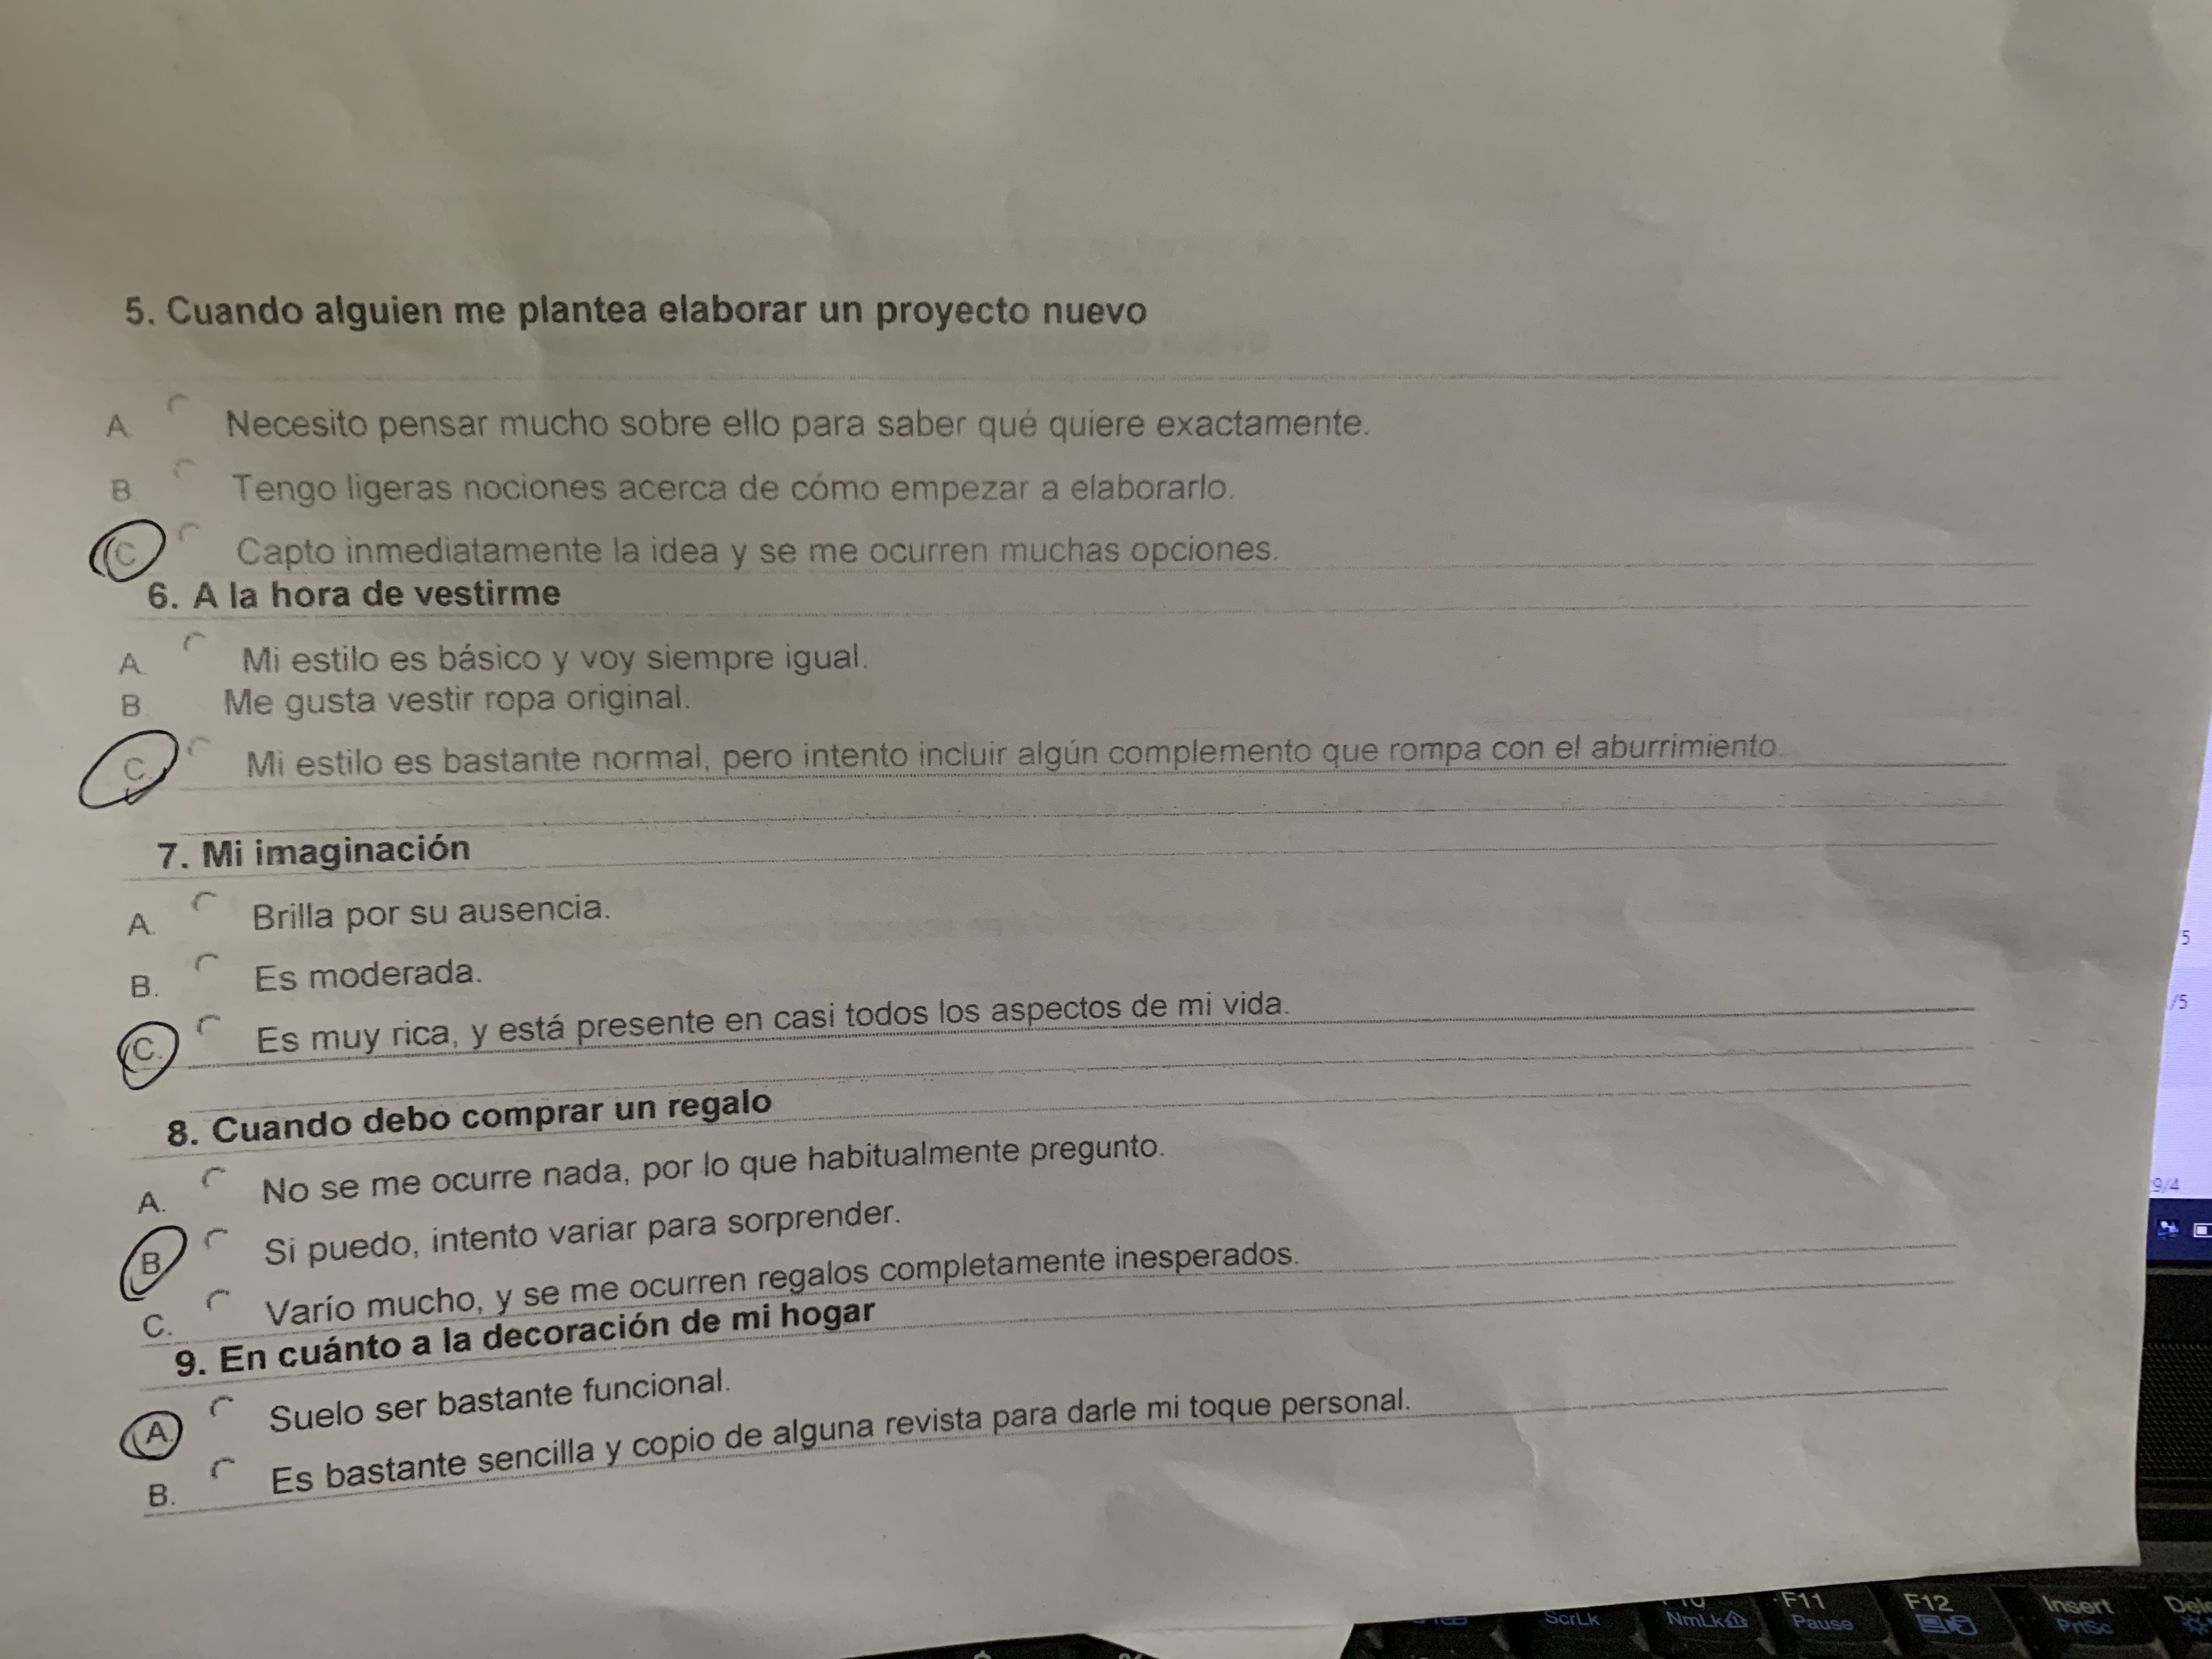 5. Cuando alguien me plantea elaborar un proyecto nuevo
A. Necesito pensar mucho sobre ello para saber qué quiere exactamente.
B. Tengo ligeras nociones acerca de cómo empezar a elaborarlo.
C. Capto inmediatamente la idea y se me ocurren muchas opciones.
6. A la hora de vestirme
A. Mi estilo es básico y voy siempre igual.
B Me gusta vestir ropa original.
C. Mi estilo es bastante normal, pero intento incluir algún complemento que rompa con el aburrimiento.
7. Mi imaginación
A. Brilla por su ausencia.
B. Es moderada.
C. Es muy rica, y está presente en casi todos los aspectos de mi vida.
8. Cuando debo comprar un regalo
A. No se me ocurre nada, por lo que habitualmente pregunto.
B. Si puedo, intento variar para sorprender.
C. Varío mucho, y se me ocurren regalos completamente inesperados.
9. En cuánto a la decoración de mi hogar
A. Suelo ser bastante funcional.
B. Es bastante sencilla y copio de alguna revista para darle mi toque personal.
5
/5
9/4
ScrLk
NmLk
F11
Pause
F12
Insert
PrtSc